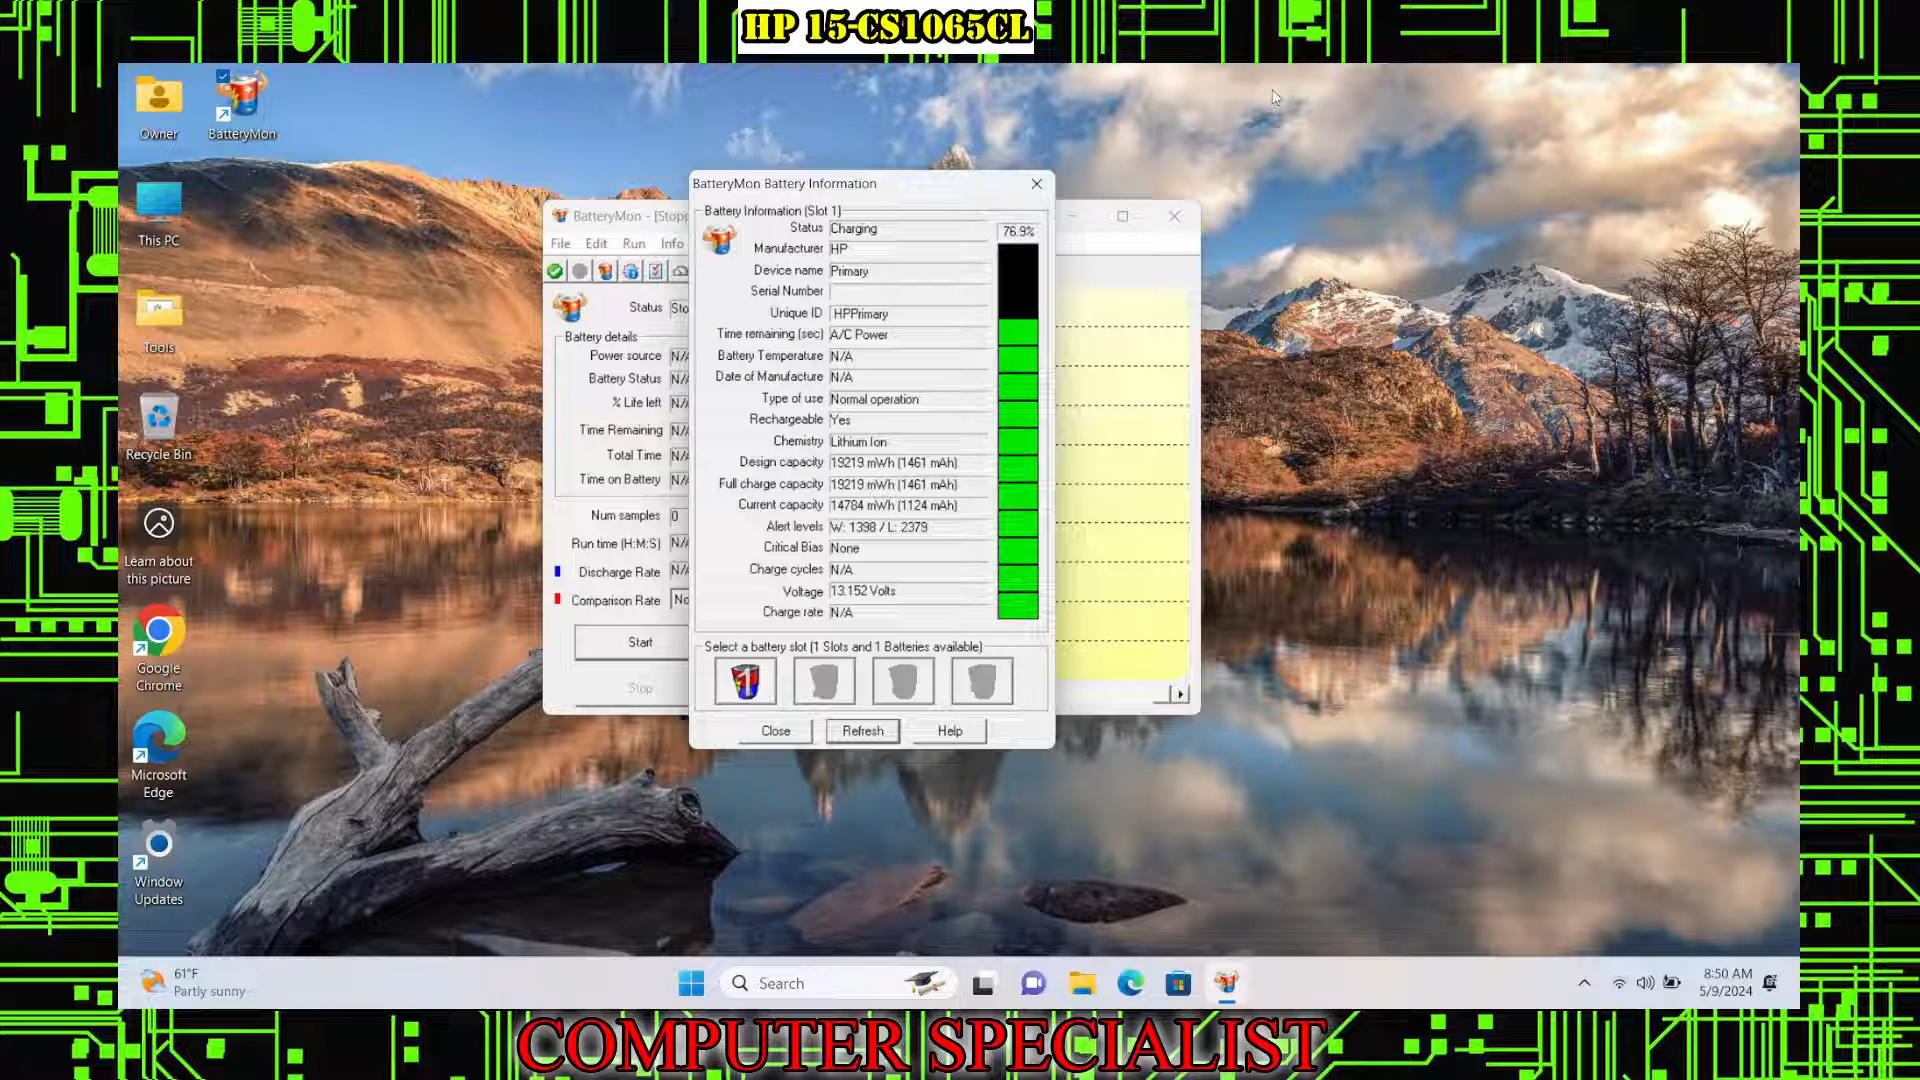 HP 15-CS1065CL
Owner
BatteryMon
This PC
Tools
Recycle Bin
Learn about
this picture
Google
Chrome
Microsoft
Edge
Window
Updates
BatteryMon - [Stopp
File Edit Run Info
Status Sto
Battery details
Power source N/A
Battery Status N/A
% Life left N/A
Time Remaining N/A
Total Time N/A
Time on Battery N/A
Num samples 0
Run time (H:M:S) N/A
Discharge Rate N/A
Comparison Rate No
Start
Stop
BatteryMon Battery Information
Battery Information (Slot 1)
Status Charging 76.9%
Manufacturer HP
Device name Primary
Serial Number
Unique ID HPPrimary
Time remaining (sec) A/C Power
Battery Temperature N/A
Date of Manufacture N/A
Type of use Normal operation
Rechargeable Yes
Chemistry Lithium Ion
Design capacity 19219 mWh (1461 mAh)
Full charge capacity 19219 mWh (1461 mAh)
Current capacity 14784 mWh (1124 mAh)
Alert levels W: 1398 / L: 2379
Critical Bias None
Charge cycles N/A
Voltage 13.152 Volts
Charge rate N/A
Select a battery slot (1 Slots and 1 Batteries available)
1
Close Refresh Help
61°F
Partly sunny
Search
8:50 AM
5/9/2024
COMPUTER SPECIALIST